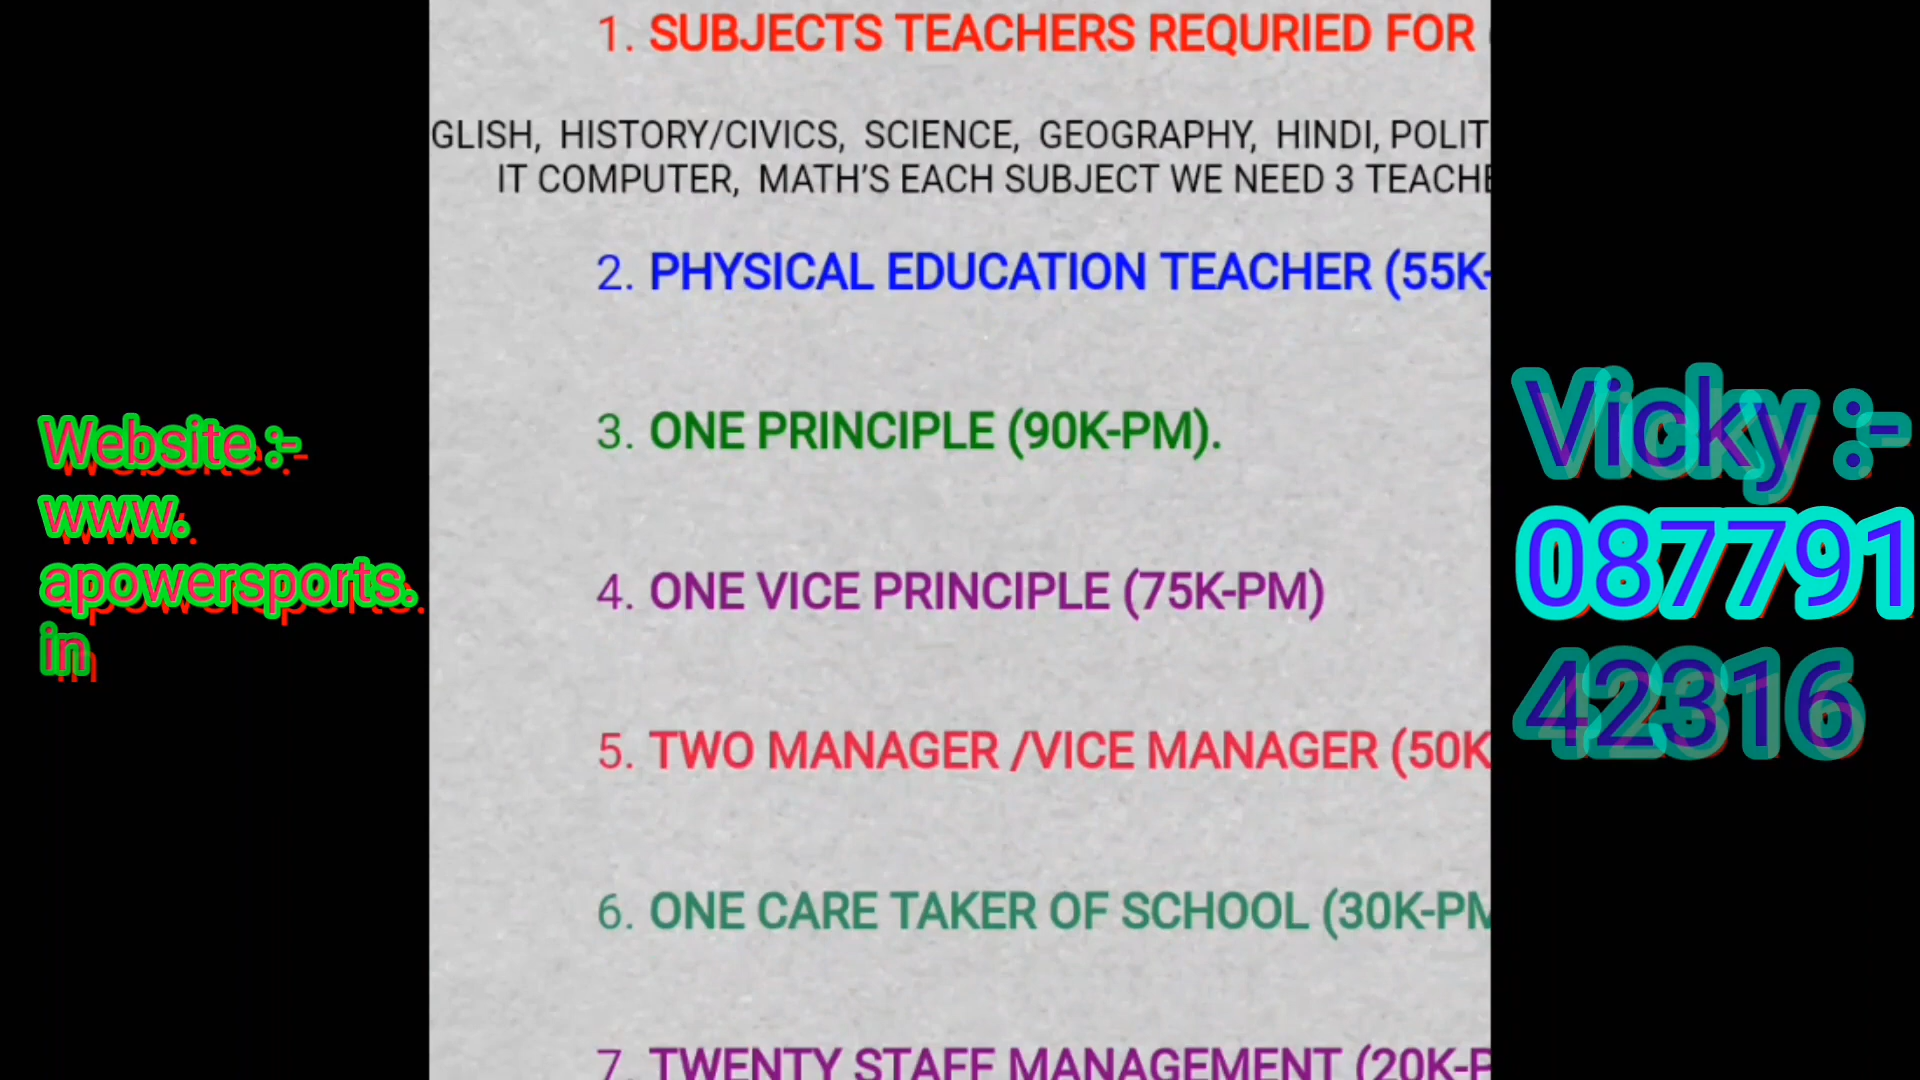 1. SUBJECTS TEACHERS REQURIED FOR
GLISH, HISTORY/CIVICS, SCIENCE, GEOGRAPHY, HINDI, POLIT
IT COMPUTER, MATH’S EACH SUBJECT WE NEED 3 TEACHE
2. PHYSICAL EDUCATION TEACHER (55K-
3. ONE PRINCIPLE (90K-PM).
4. ONE VICE PRINCIPLE (75K-PM)
5. TWO MANAGER /VICE MANAGER (50K
6. ONE CARE TAKER OF SCHOOL (30K-PM
7. TWENTY STAFF MANAGEMENT (20K-P
Website :-
www.
apowersports.
in
Vicky :-
087791
42316